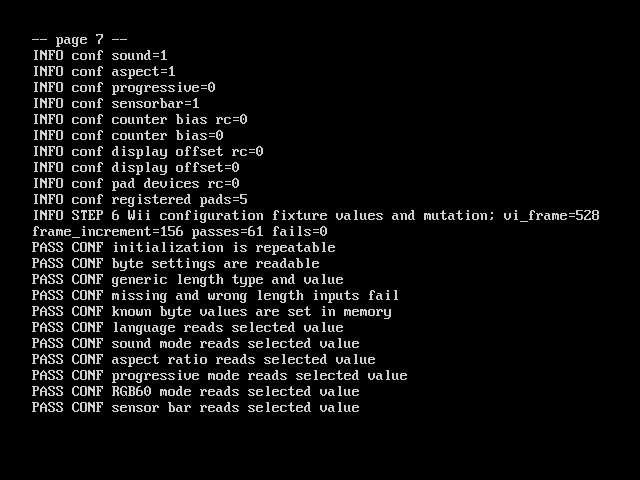 -- page 7 --
INFO conf sound=1
INFO conf aspect=1
INFO conf progressive=0
INFO conf sensorbar=1
INFO conf counter bias rc=0
INFO conf counter bias=0
INFO conf display offset rc=0
INFO conf display offset=0
INFO conf pad devices rc=0
INFO conf registered pads=5
INFO STEP 6 Wii configuration fixture values and mutation; vi_frame=528
frame_increment=156 passes=61 fails=0
PASS CONF initialization is repeatable
PASS CONF byte settings are readable
PASS CONF generic length type and value
PASS CONF missing and wrong length inputs fail
PASS CONF known byte values are set in memory
PASS CONF language reads selected value
PASS CONF sound mode reads selected value
PASS CONF aspect ratio reads selected value
PASS CONF progressive mode reads selected value
PASS CONF RGB60 mode reads selected value
PASS CONF sensor bar reads selected value